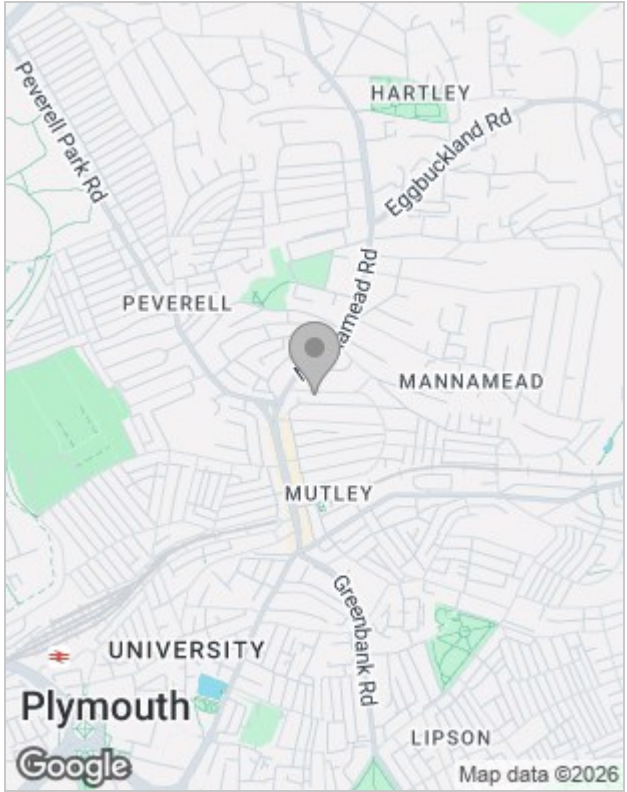 HARTLEY
Peverell Park Rd
Eggbuckland Rd
PEVERELL
MANNAMEAD
MUTLEY
Greenbank Rd
UNIVERSITY
Plymouth
LIPSON
Google
Map data ©2026